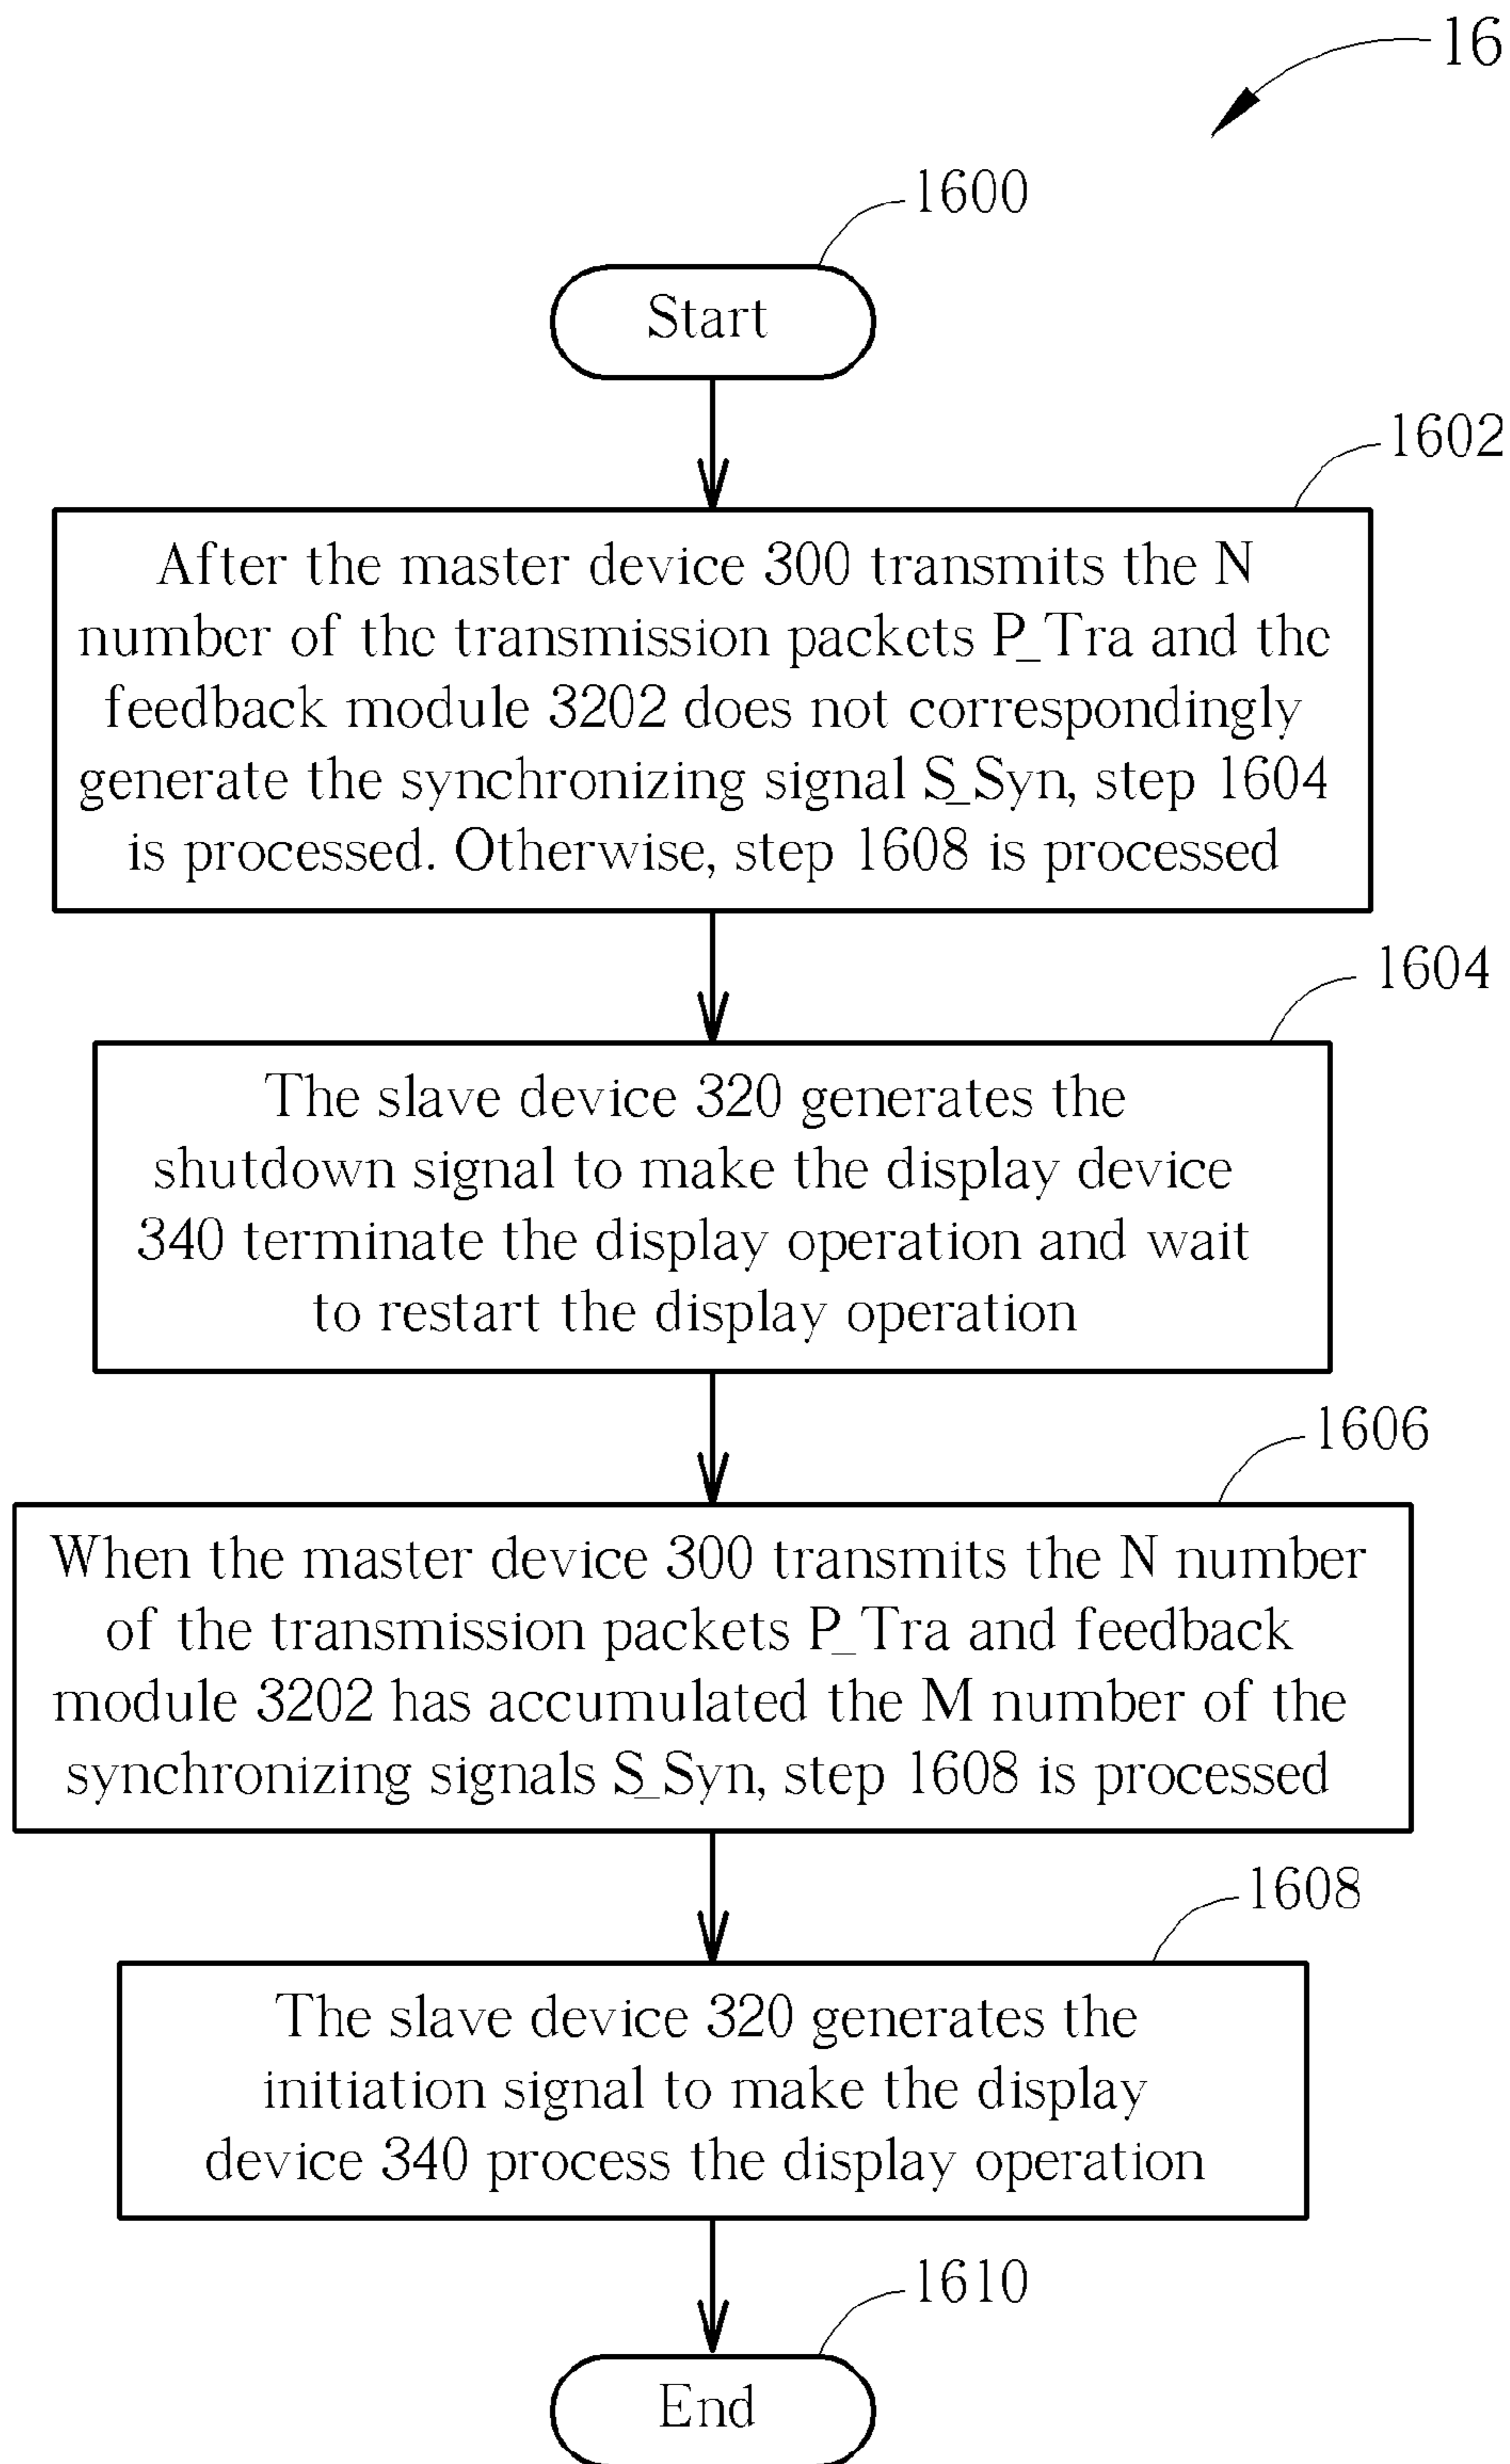 16
1600
Start
1602
After the master device 300 transmits the N
number of the transmission packets P_Tra and the
feedback module 3202 does not correspondingly
generate the synchronizing signal S_Syn, step 1604
is processed. Otherwise, step 1608 is processed
1604
The slave device 320 generates the
shutdown signal to make the display device
340 terminate the display operation and wait
to restart the display operation
1606
When the master device 300 transmits the N number
of the transmission packets P_Tra and feedback
module 3202 has accumulated the M number of the
synchronizing signals S_Syn, step 1608 is processed
1608
The slave device 320 generates the
initiation signal to make the display
device 340 process the display operation
1610
End